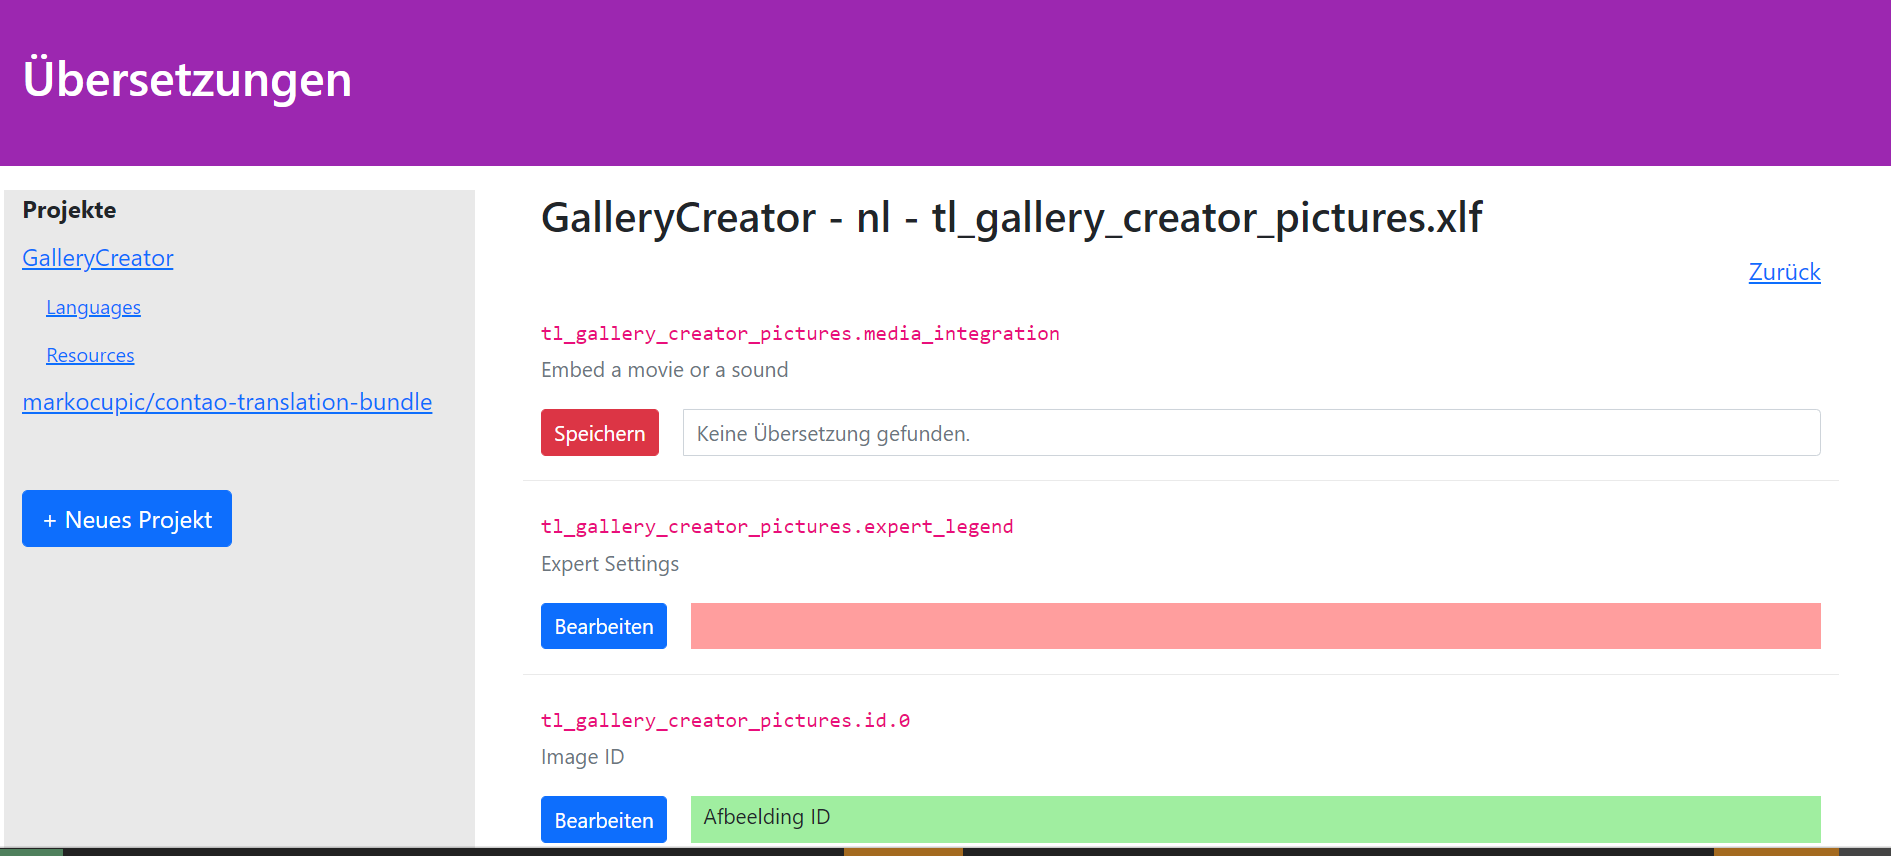 Übersetzungen
Projekte
GalleryCreator
Languages
Resources
markocupic/contao-translation-bundle
+ Neues Projekt
GalleryCreator - nl - tl_gallery_creator_pictures.xlf
Zurück
tl_gallery_creator_pictures.media_integration
Embed a movie or a sound
Speichern
Keine Übersetzung gefunden.
tl_gallery_creator_pictures.expert_legend
Expert Settings
Bearbeiten
tl_gallery_creator_pictures.id.0
Image ID
Bearbeiten
Afbeelding ID